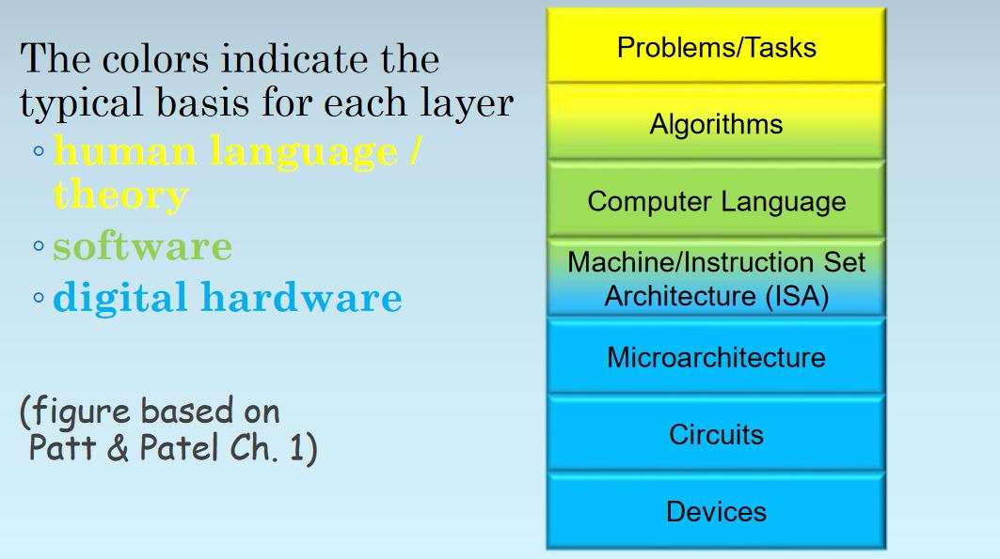 The colors indicate the
typical basis for each layer
◦ human language /
theory
◦ software
◦ digital hardware
(figure based on
Patt & Patel Ch. 1)
Problems/Tasks
Algorithms
Computer Language
Machine/Instruction Set
Architecture (ISA)
Microarchitecture
Circuits
Devices